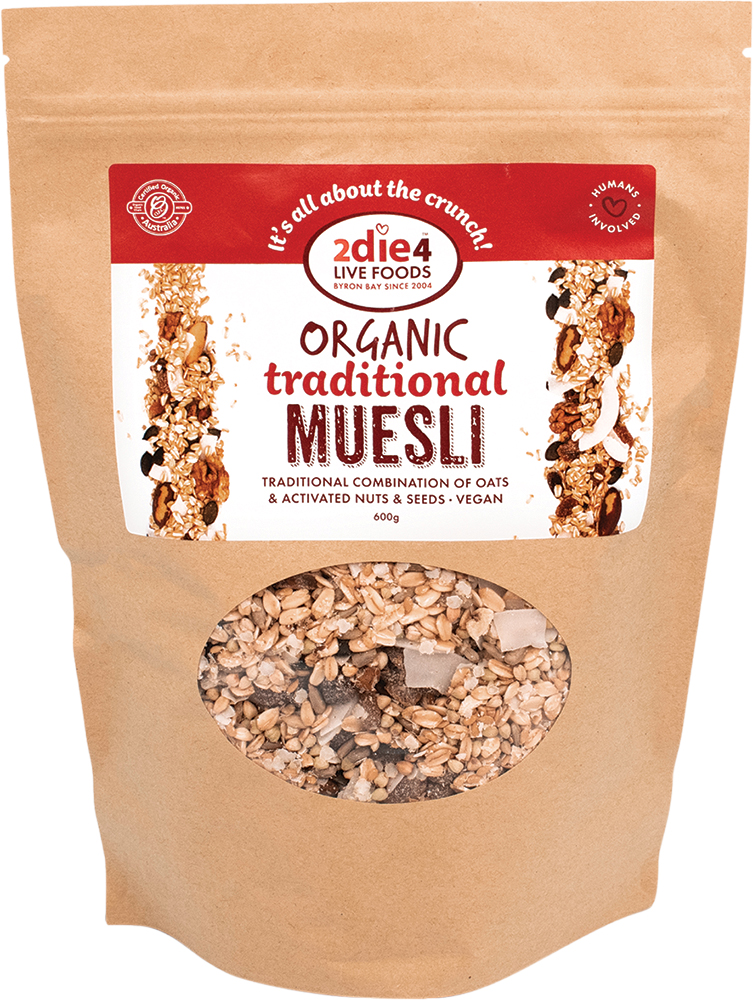 It's all about the crunch!
Certified Organic
Australia
HUMANS
INVOLVED
2die4™
LIVE FOODS
BYRON BAY SINCE 2004
ORGANIC
traditional
MUESLI
TRADITIONAL COMBINATION OF OATS
& ACTIVATED NUTS & SEEDS • VEGAN
600g